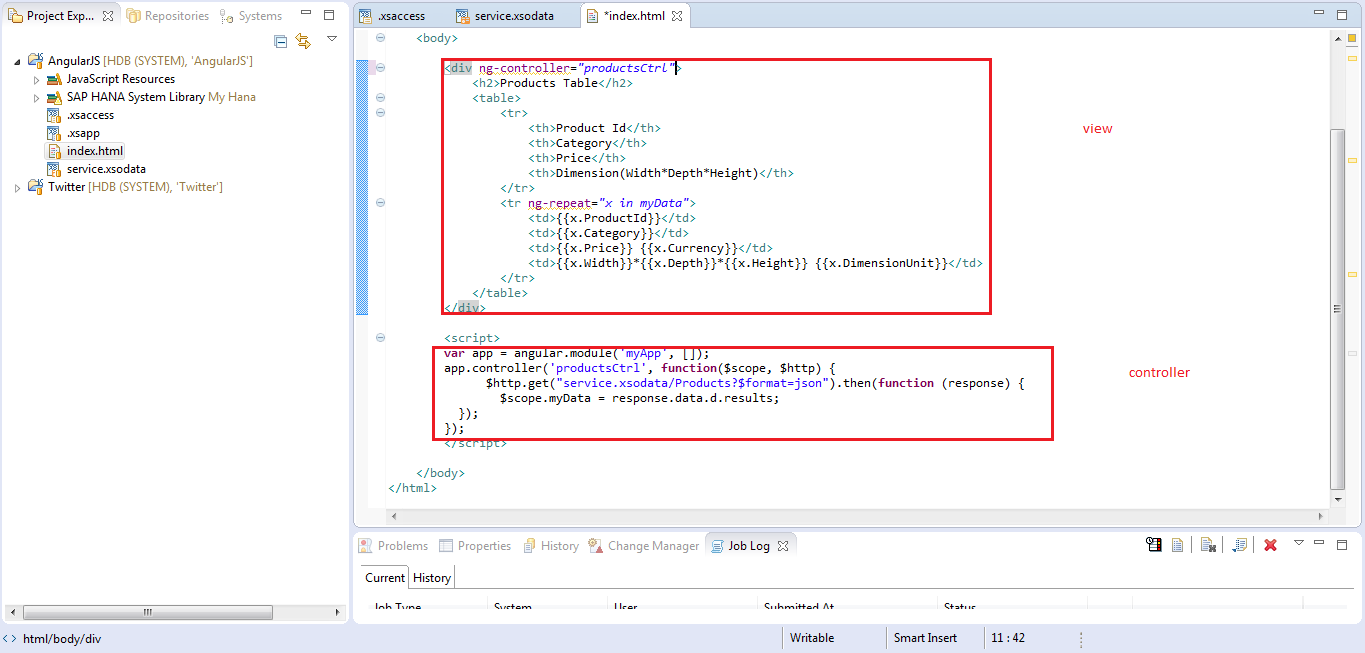 Project Exp... Repositories Systems
AngularJS [HDB (SYSTEM), 'AngularJS']
JavaScript Resources
SAP HANA System Library My Hana
.xsaccess
.xsapp
index.html
service.xsodata
Twitter [HDB (SYSTEM), 'Twitter']
.xsaccess service.xsodata *index.html
<body>
<div ng-controller="productsCtrl">
<h2>Products Table</h2>
<table>
<tr>
<th>Product Id</th>
<th>Category</th>
<th>Price</th>
<th>Dimension(Width*Depth*Height)</th>
</tr>
<tr ng-repeat="x in myData">
<td>{{x.ProductId}}</td>
<td>{{x.Category}}</td>
<td>{{x.Price}} {{x.Currency}}</td>
<td>{{x.Width}}*{{x.Depth}}*{{x.Height}} {{x.DimensionUnit}}</td>
</tr>
</table>
</div>
view
<script>
var app = angular.module('myApp', []);
app.controller('productsCtrl', function($scope, $http) {
$http.get("service.xsodata/Products?$format=json").then(function (response) {
$scope.myData = response.data.d.results;
});
});
</script>
controller
</body>
</html>
Problems Properties History Change Manager Job Log
Current History
Job Type System User Submitted At Status
html/body/div Writable Smart Insert 11 : 42